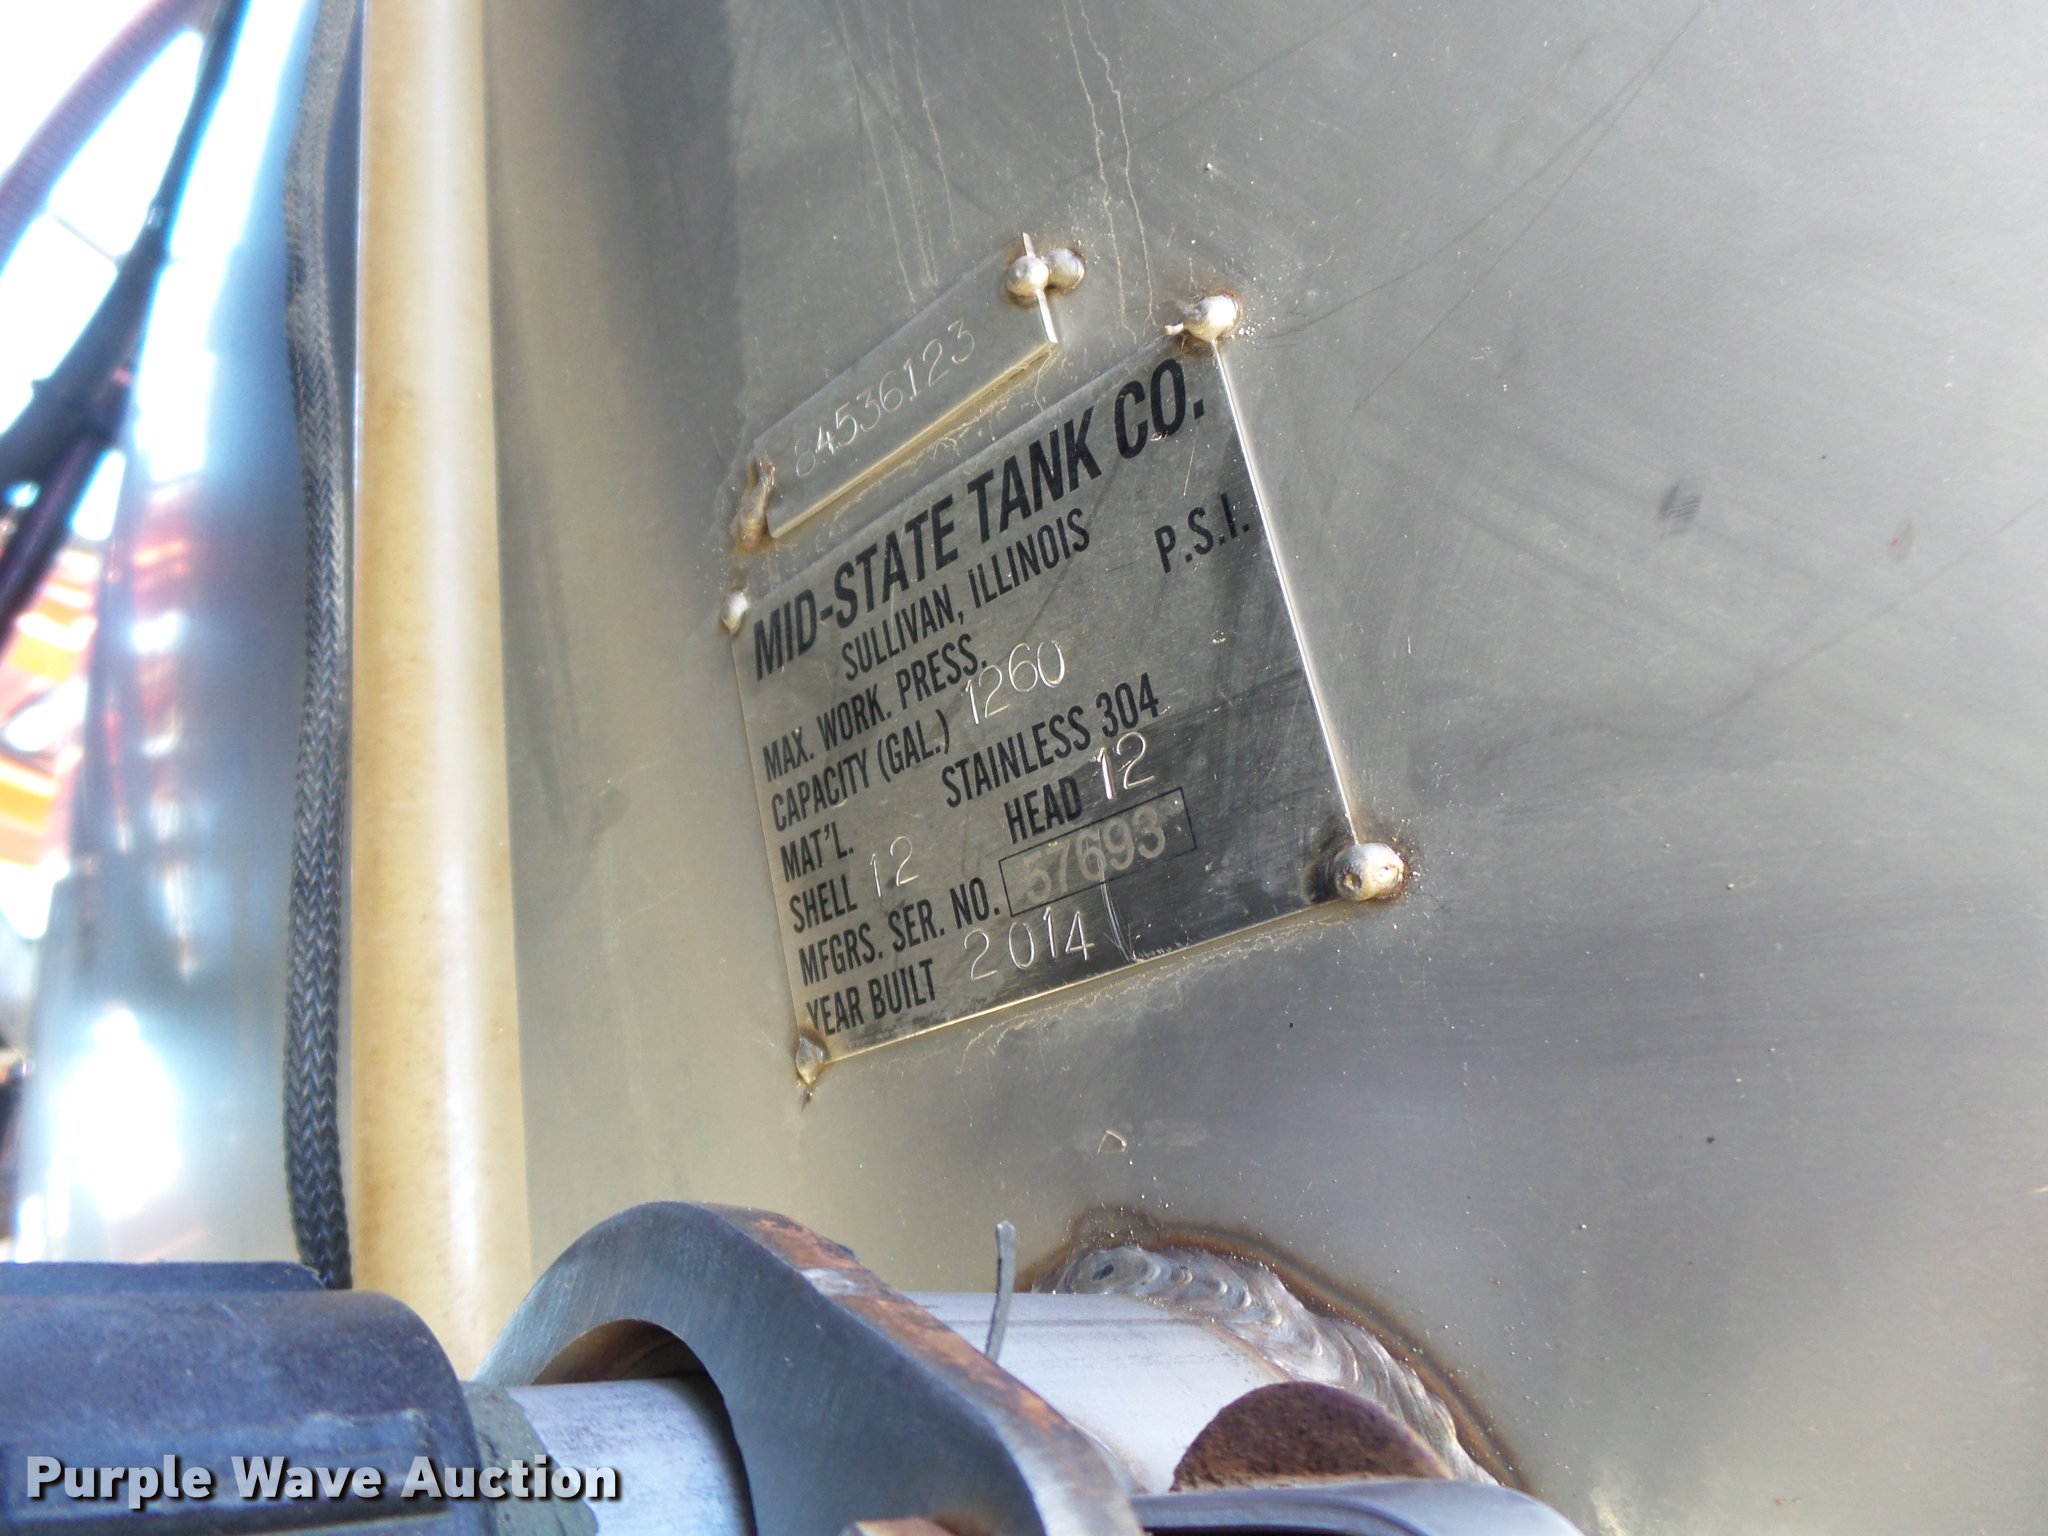 84536123
MID-STATE TANK CO.
SULLIVAN, ILLINOIS
MAX. WORK. PRESS. P.S.I.
CAPACITY (GAL.) 1260
MAT'L. STAINLESS 304
SHELL 12 HEAD 12
MFGRS. SER. NO. 57693
YEAR BUILT 2014
Purple Wave Auction